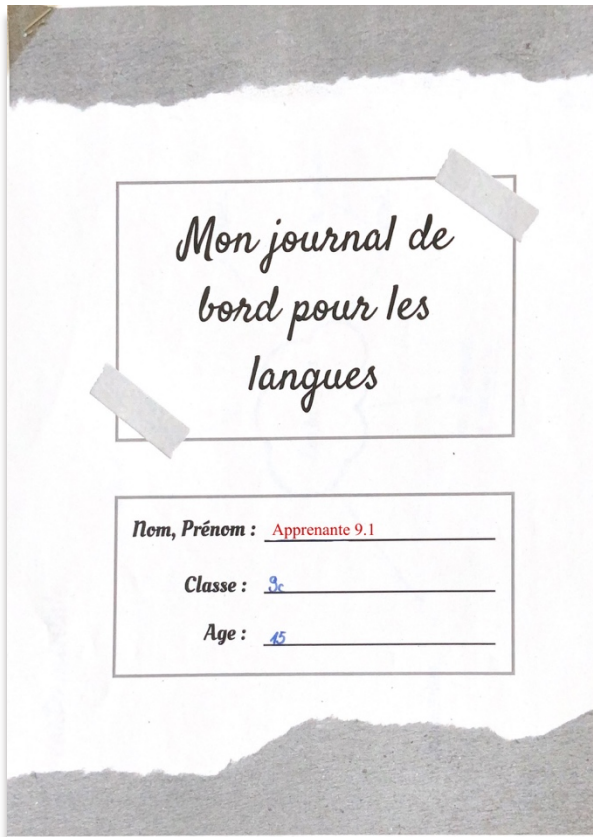 Mon journal de
bord pour les
langues
Nom, Prénom : Apprenante 9.1
Classe : 9c
Age : 15